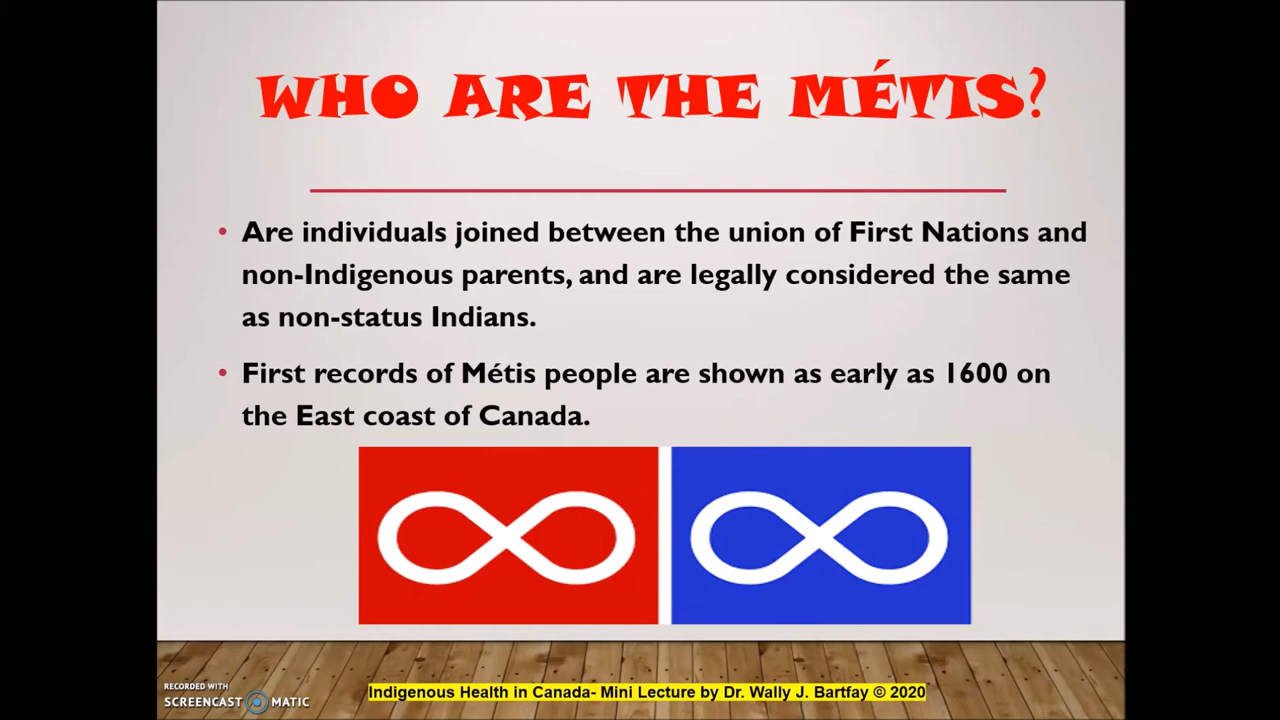 WHO ARE THE MÉTIS?
• Are individuals joined between the union of First Nations and
non-Indigenous parents, and are legally considered the same
as non-status Indians.
• First records of Métis people are shown as early as 1600 on
the East coast of Canada.
RECORDED WITH
SCREENCAST MATIC
Indigenous Health in Canada- Mini Lecture by Dr. Wally J. Bartfay © 2020